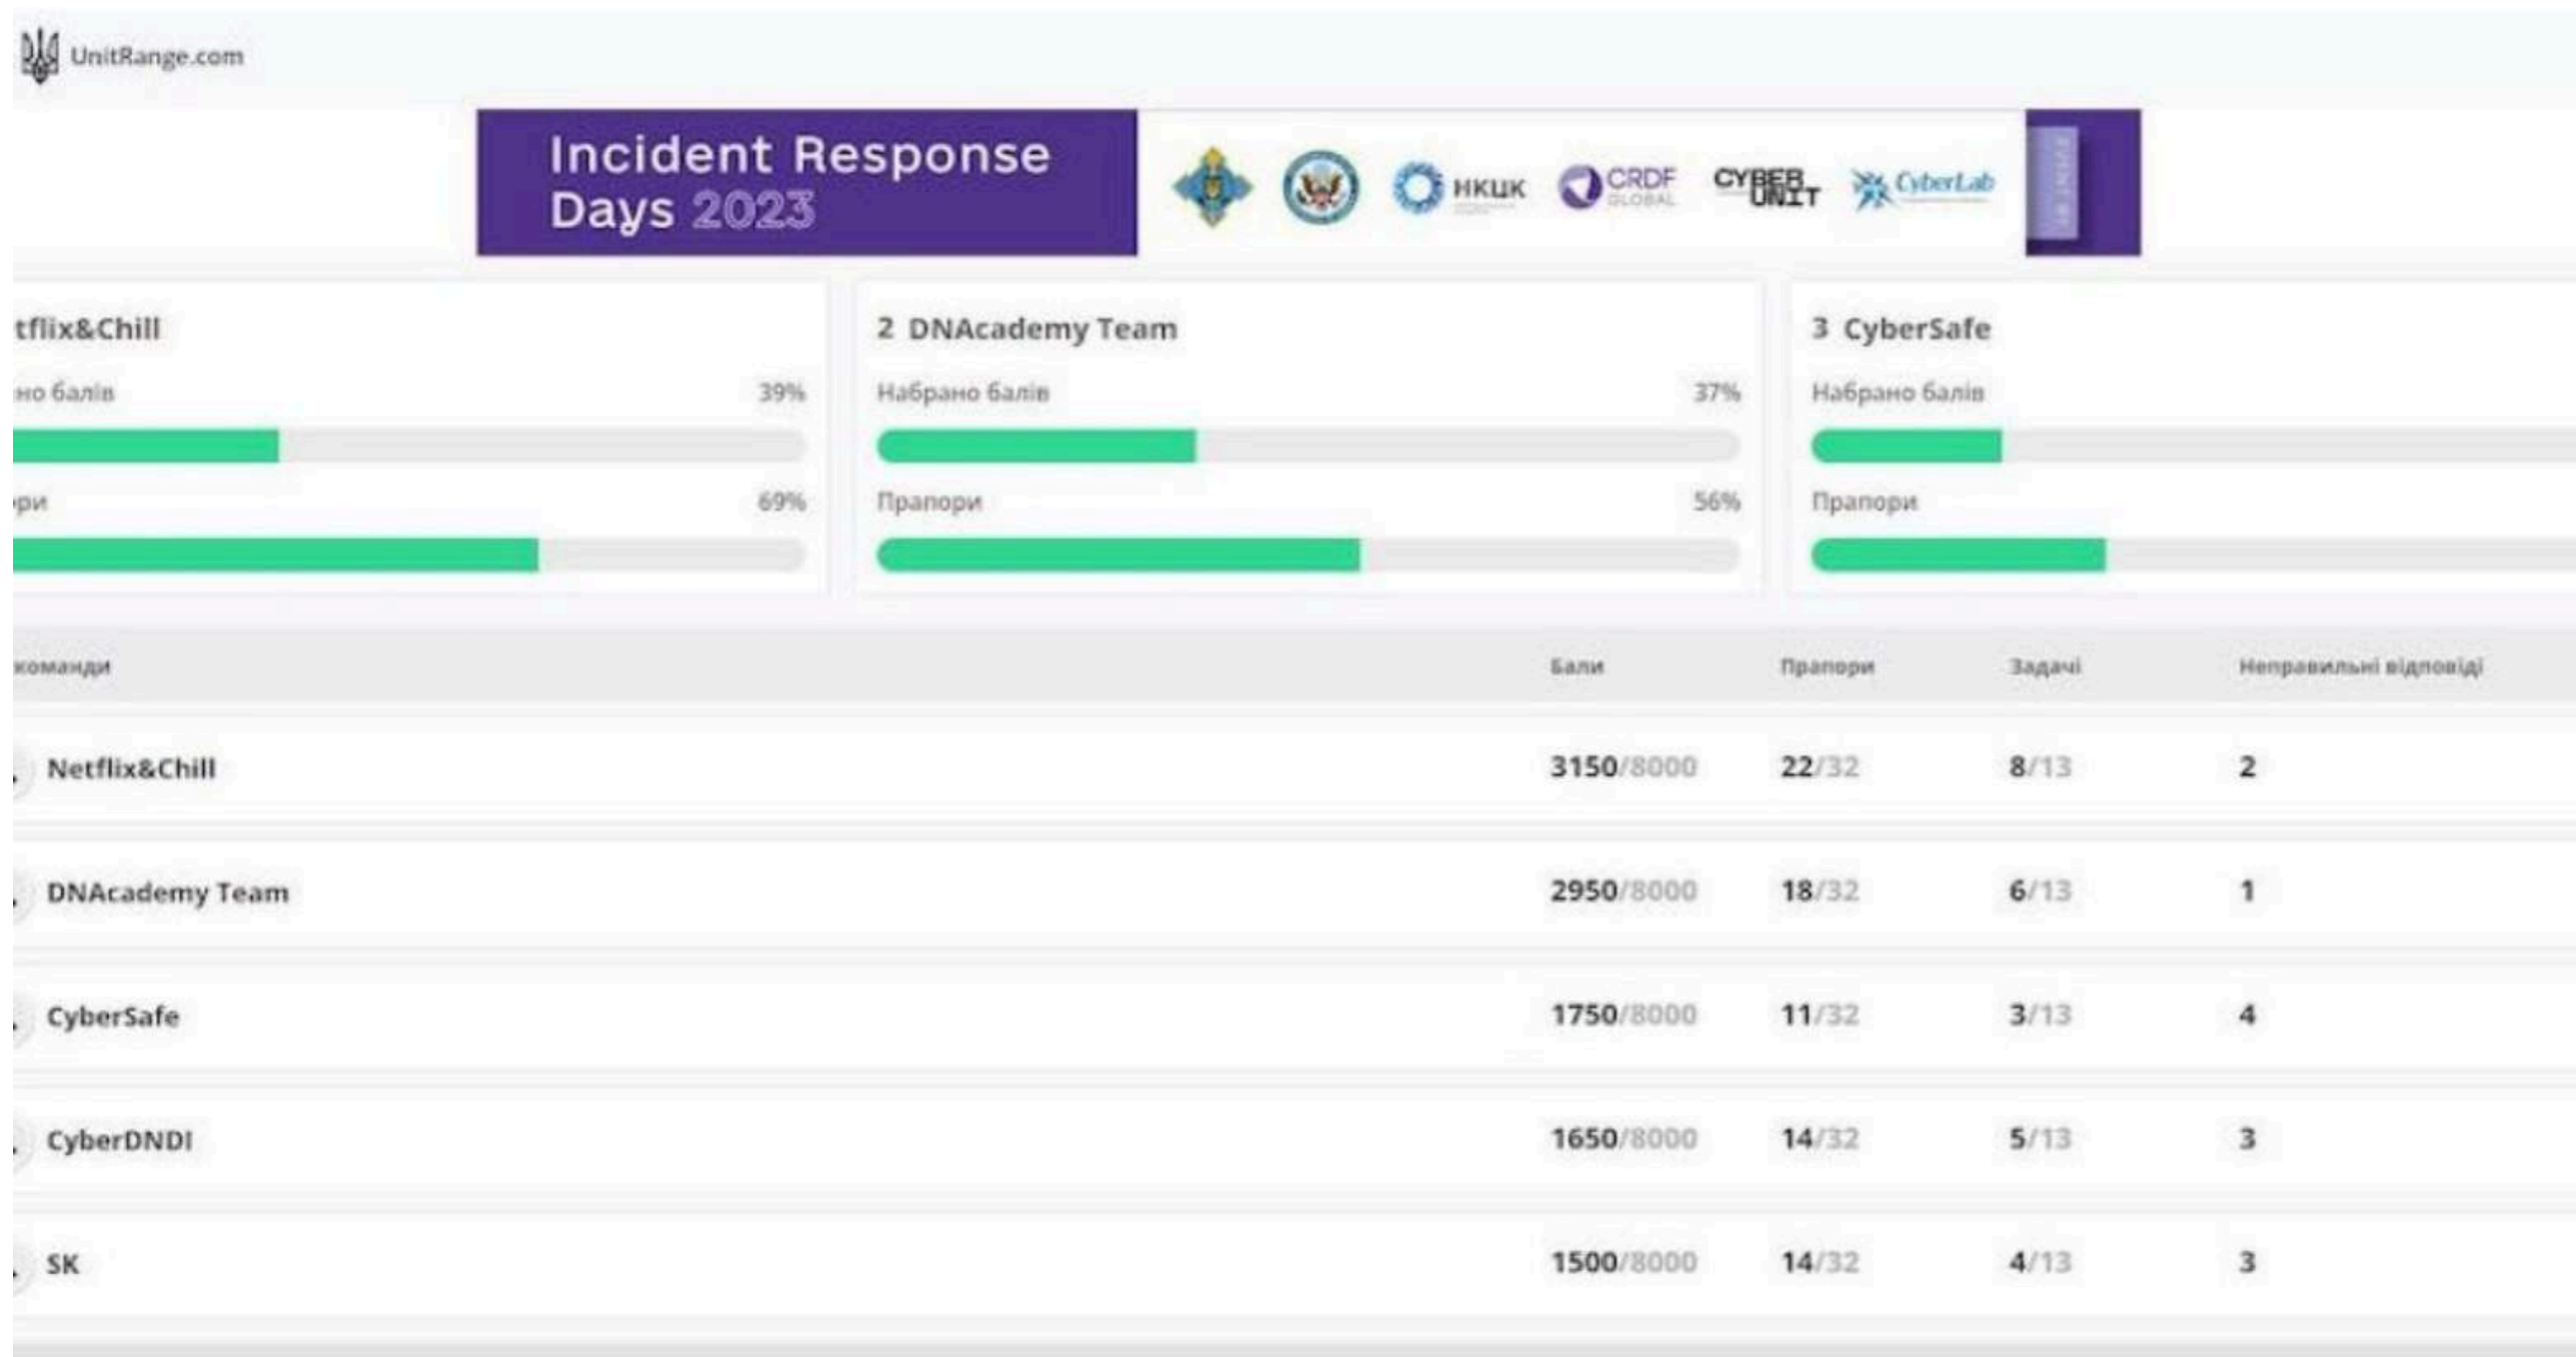 UnitRange.com
Incident Response
Days 2023
НКЦК
CRDF
GLOBAL
CYBER
UNIT
CyberLab
tflix&Chill
но балів 39%
ри 69%
2 DNAcademy Team
Набрано балів 37%
Прапори 56%
3 CyberSafe
Набрано балів
Прапори
команди Бали Прапори Задачі Неправильні відповіді
Netflix&Chill 3150/8000 22/32 8/13 2
DNAcademy Team 2950/8000 18/32 6/13 1
CyberSafe 1750/8000 11/32 3/13 4
CyberDNDI 1650/8000 14/32 5/13 3
SK 1500/8000 14/32 4/13 3